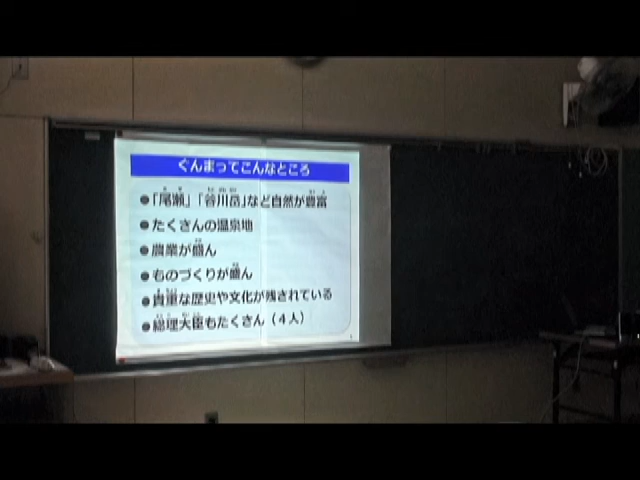 ぐんまってこんなところ
●「尾瀬」「谷川岳」など自然が豊富
●たくさんの温泉地
●農業が盛ん
●ものづくりが盛ん
●貴重な歴史や文化が残されている
●総理大臣もたくさん（４人）